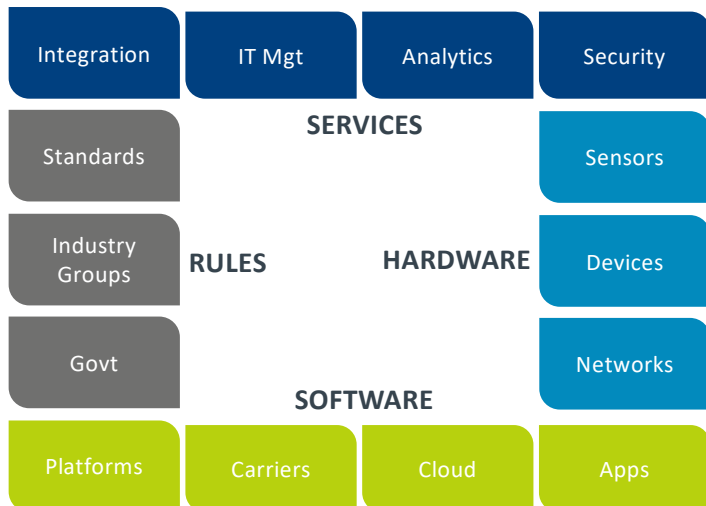 Integration
IT Mgt
Analytics
Security
SERVICES
Standards
Sensors
Industry
Groups
RULES
HARDWARE
Devices
Govt
Networks
SOFTWARE
Platforms
Carriers
Cloud
Apps